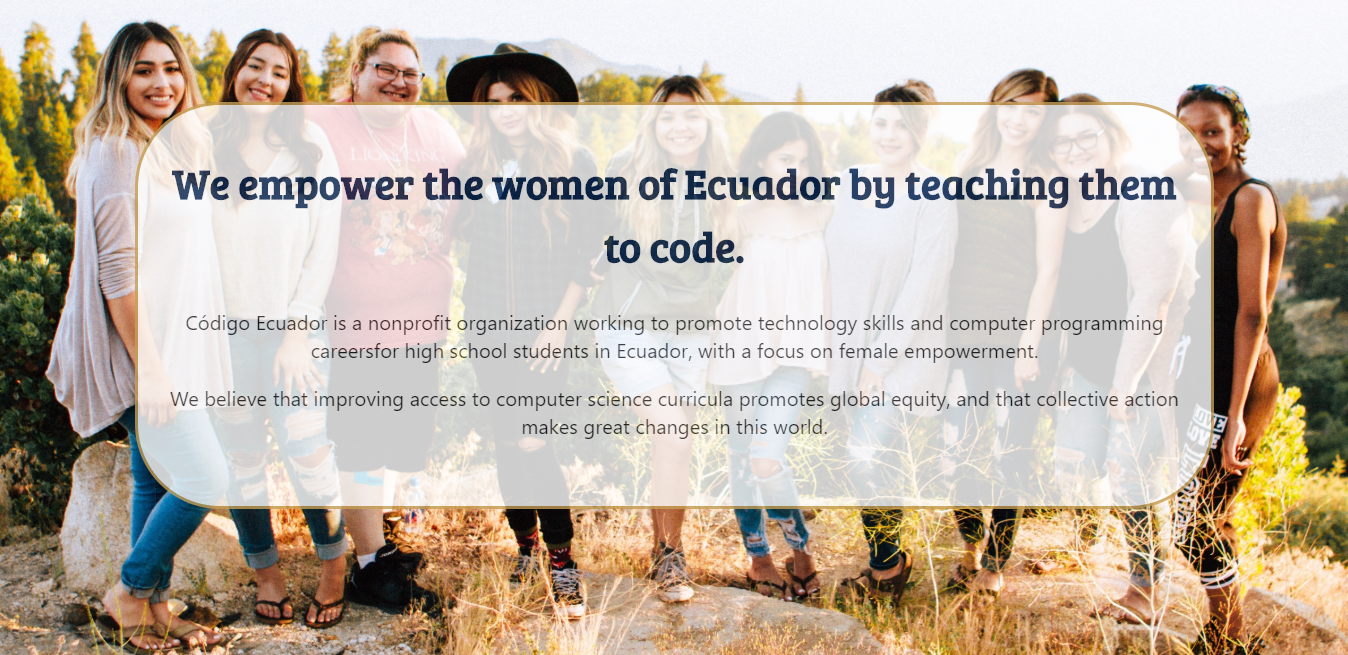 LION KING
We empower the women of Ecuador by teaching them
to code.
Código Ecuador is a nonprofit organization working to promote technology skills and computer programming
careersfor high school students in Ecuador, with a focus on female empowerment.
We believe that improving access to computer science curricula promotes global equity, and that collective action
makes great changes in this world.